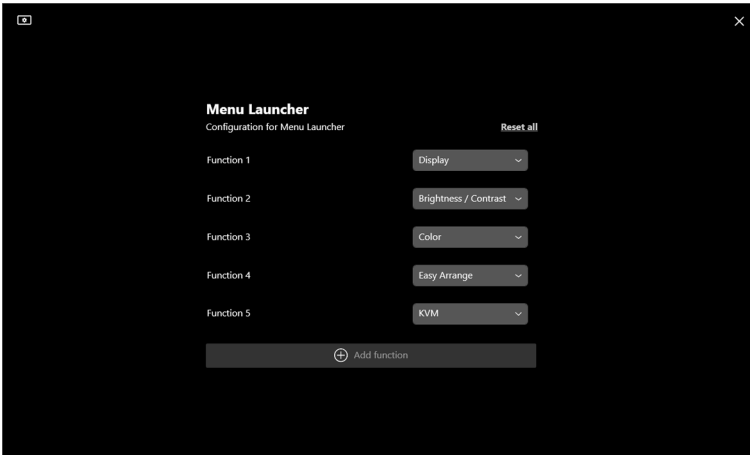 Menu Launcher
Configuration for Menu Launcher Reset all
Function 1 Display
Function 2 Brightness / Contrast
Function 3 Color
Function 4 Easy Arrange
Function 5 KVM
Add function